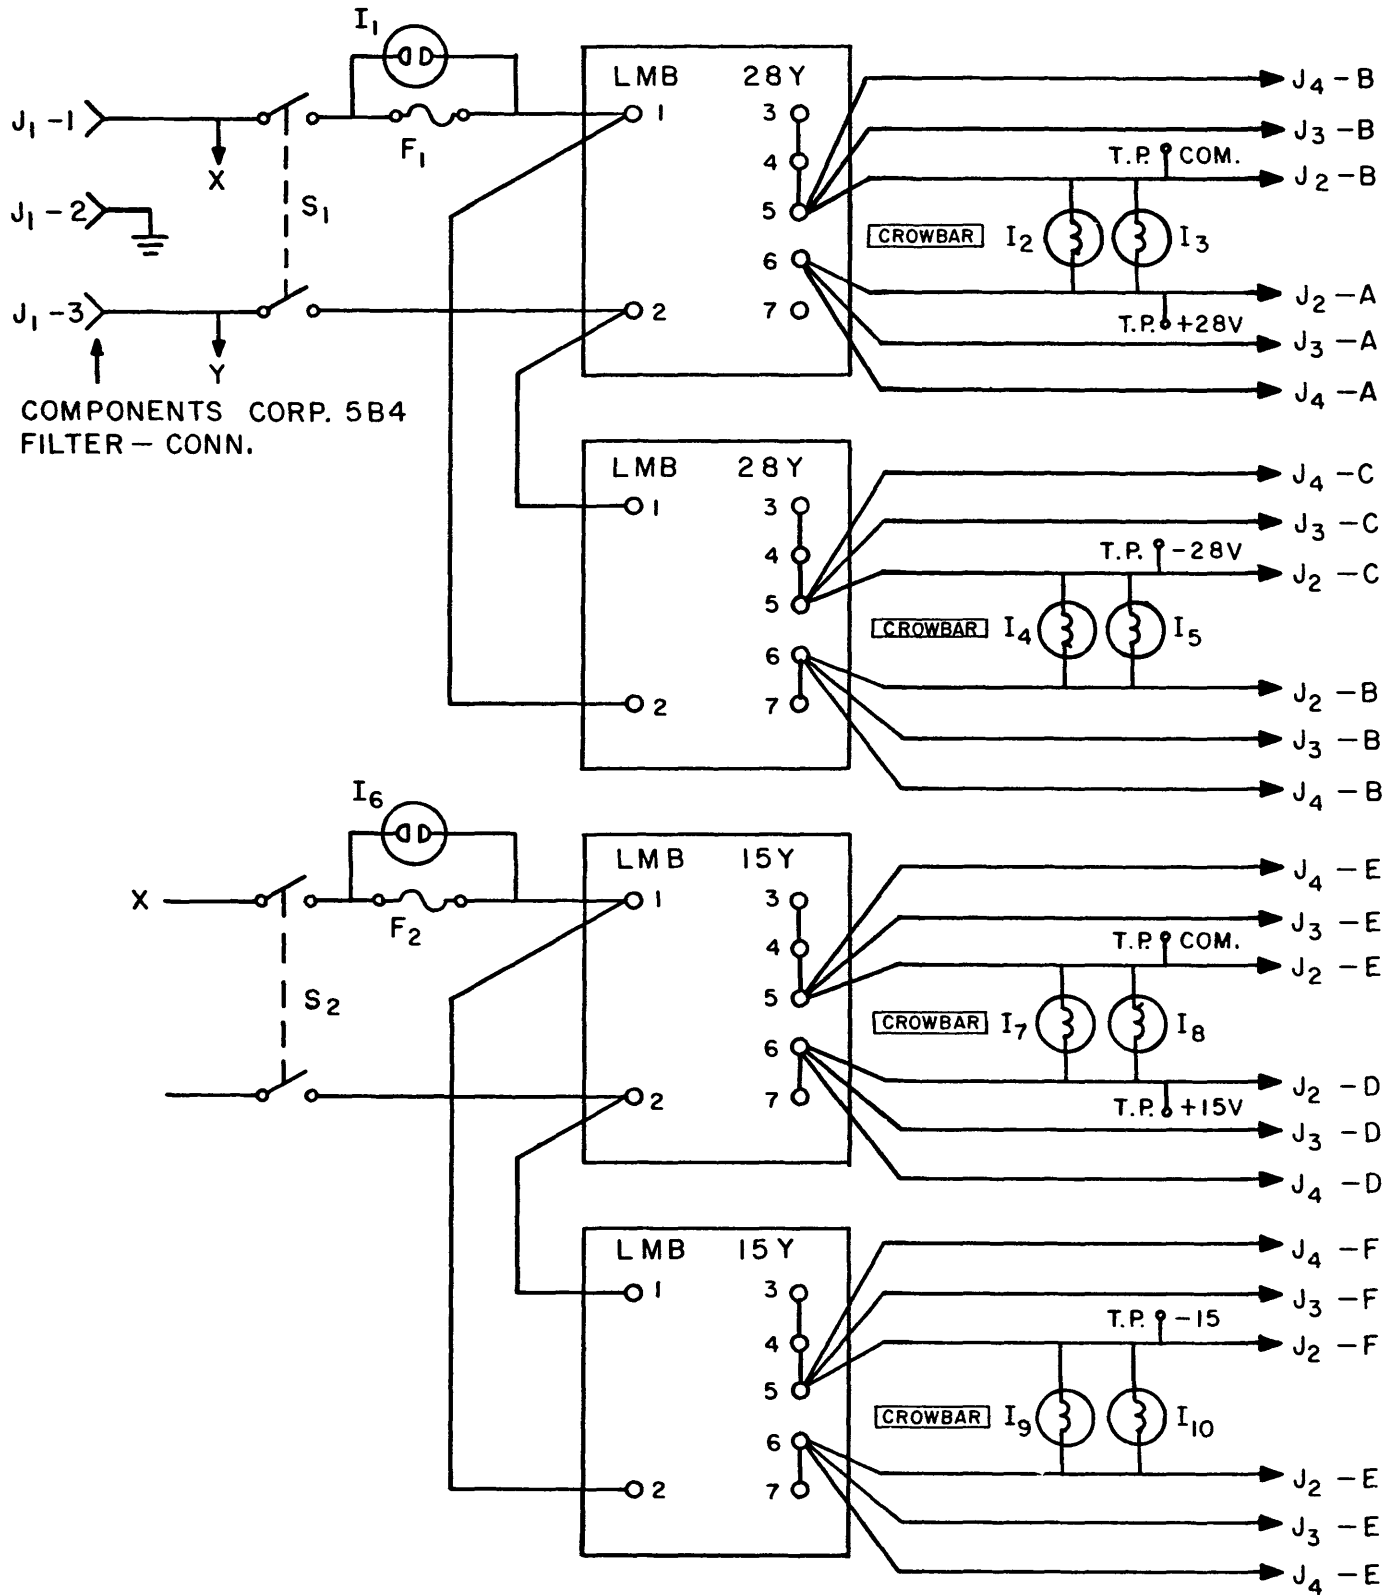 I₁
LMB 28Y
J₄ -B
J₁-1
1
3
J₃ -B
F₁
4
T.P. COM.
X
J₂ -B
J₁-2
S₁
5
CROWBAR I₂ I₃
6
J₂ -A
J₁-3
2
7
T.P. +28V
J₃ -A
Y
J₄ -A
COMPONENTS CORP. 5B4
FILTER — CONN.
LMB 28Y
J₄ -C
1
3
J₃ -C
4
T.P. -28V
J₂ -C
5
CROWBAR I₄ I₅
6
J₂ -B
2
7
J₃ -B
J₄ -B
I₆
LMB 15Y
J₄ -E
X
1
3
J₃ -E
F₂
4
T.P. COM.
J₂ -E
S₂
5
CROWBAR I₇ I₈
6
J₂ -D
2
7
T.P. +15V
J₃ -D
J₄ -D
LMB 15Y
J₄ -F
1
3
J₃ -F
4
T.P. -15
J₂ -F
5
CROWBAR I₉ I₁₀
6
J₂ -E
2
7
J₃ -E
J₄ -E